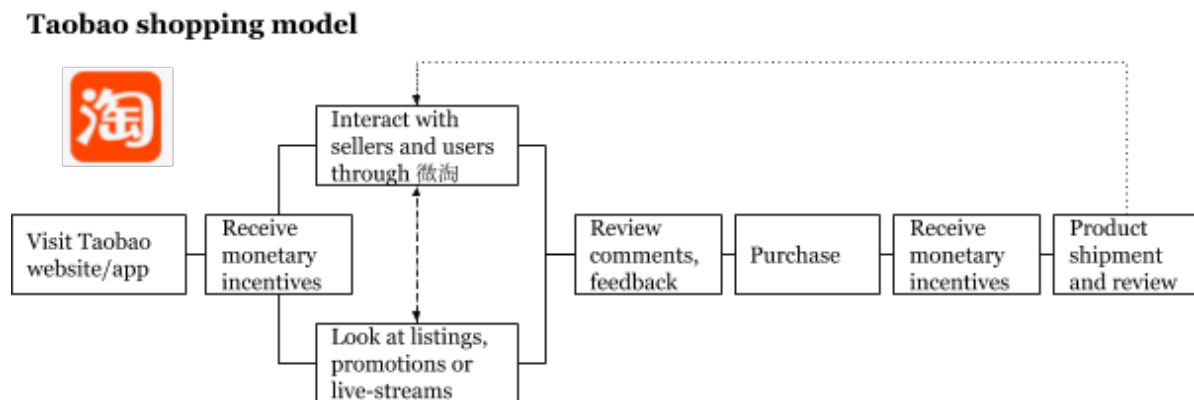 Taobao shopping model
淘
Interact with
sellers and users
through 微淘
Visit Taobao
website/app
Receive
monetary
incentives
Look at listings,
promotions or
live-streams
Review
comments,
feedback
Purchase
Receive
monetary
incentives
Product
shipment
and review